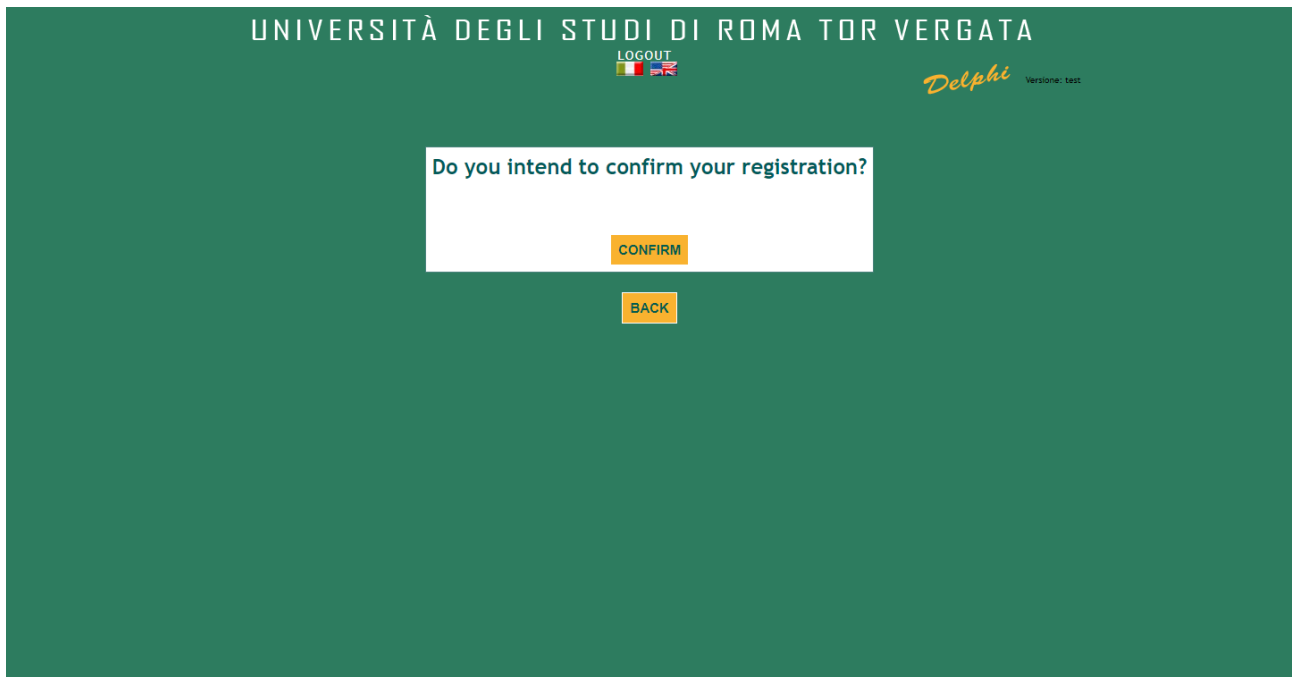 UNIVERSITÀ DEGLI STUDI DI ROMA TOR VERGATA
LOGOUT
Delphi Versione: test
Do you intend to confirm your registration?
CONFIRM
BACK